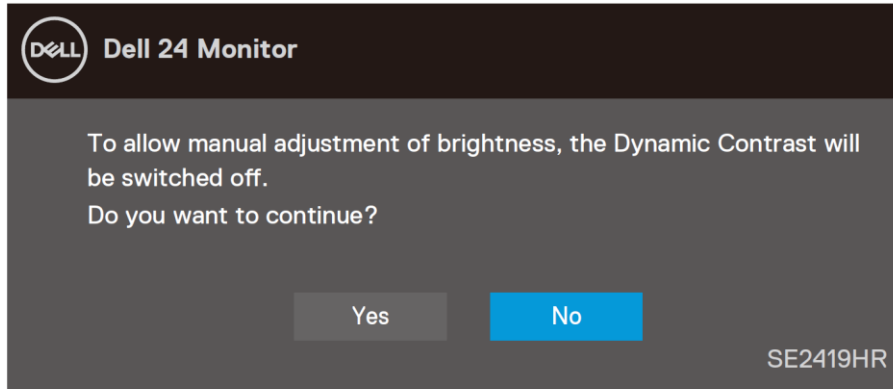 DELL Dell 24 Monitor
To allow manual adjustment of brightness, the Dynamic Contrast will
be switched off.
Do you want to continue?
Yes No
SE2419HR